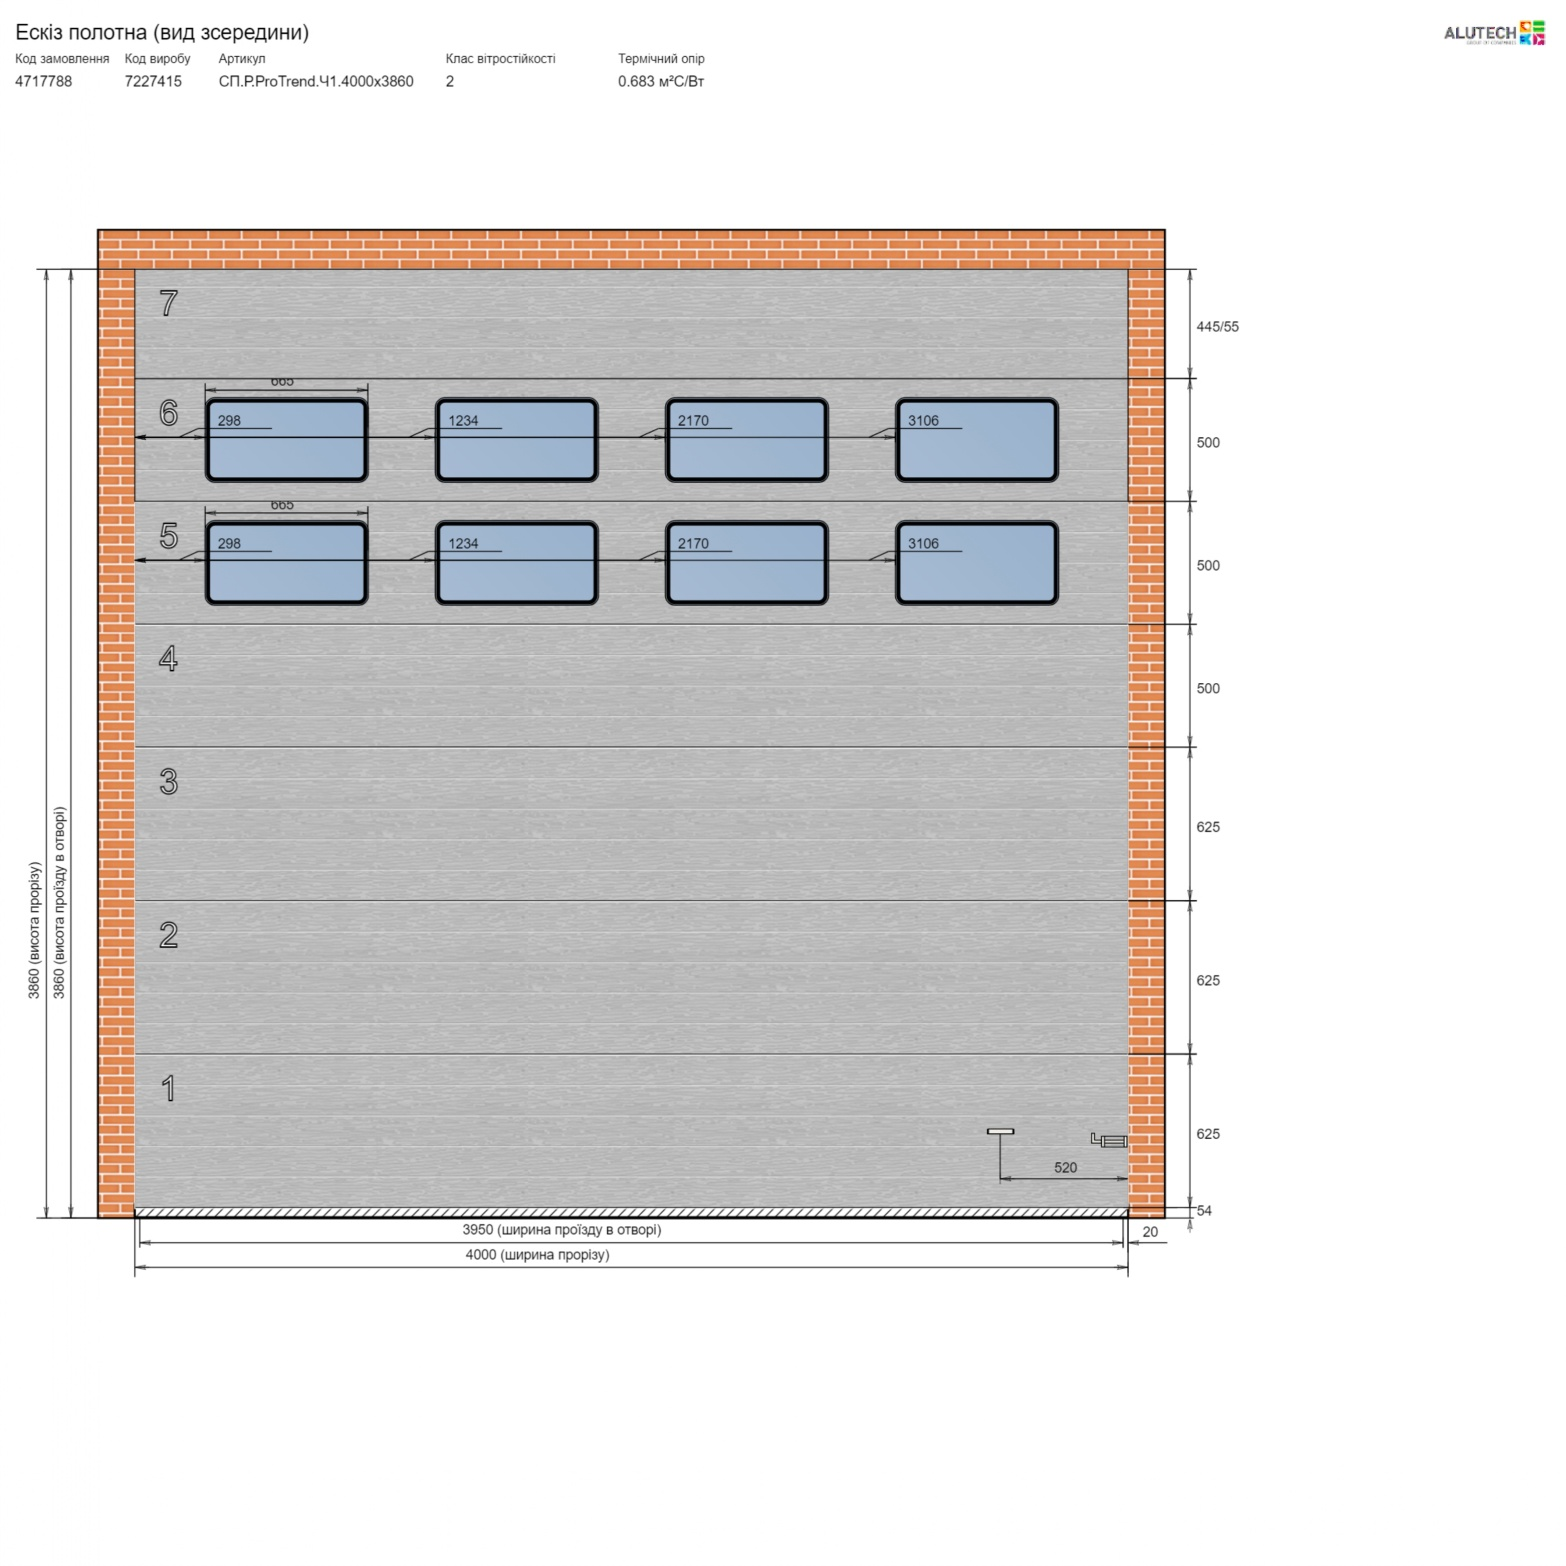 Ескіз полотна (вид зсередини)
ALUTECH
Код замовлення Код виробу Артикул Клас вітростійкості Термічний опір
4717788 7227415 СП.Р.ProTrend.Ч1.4000x3860 2 0.683 м²С/Вт
7
445/55
665
6
298 1234 2170 3106
500
665
5
298 1234 2170 3106
500
4
500
3
625
3860 (висота прорізу)
3860 (висота проїзду в отворі)
2
625
1
625
520
54
3950 (ширина проїзду в отворі)
20
4000 (ширина прорізу)